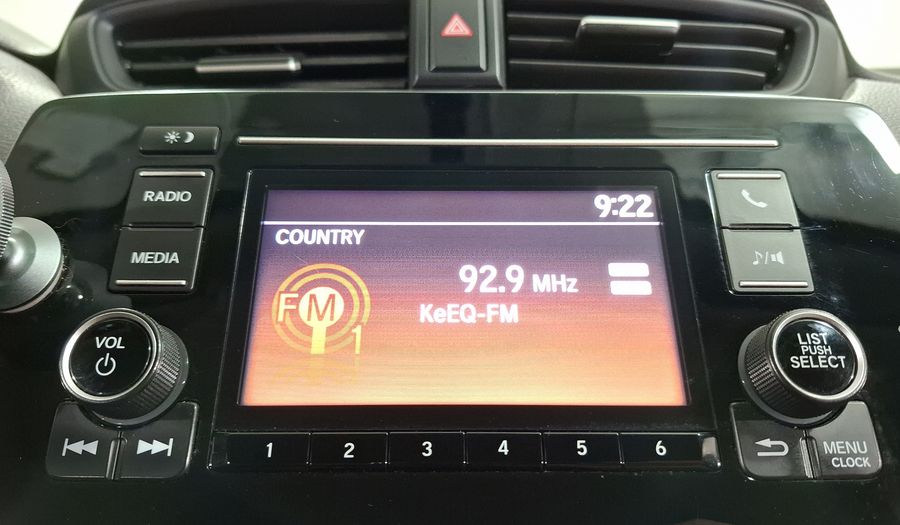 RADIO
MEDIA
9:22
COUNTRY
92.9 MHz
KeEQ-FM
FM
1
VOL
LIST
PUSH
SELECT
1 2 3 4 5 6
MENU
CLOCK